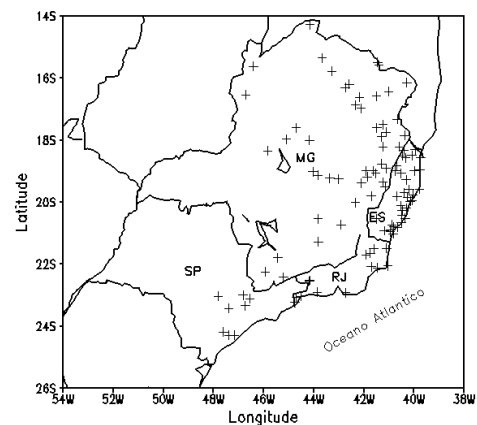 14S
16S
18S
20S
22S
24S
26S
Latitude
MG
ES
SP
RJ
Oceano Atlantico
54W 52W 50W 48W 46W 44W 42W 40W 38W
Longitude